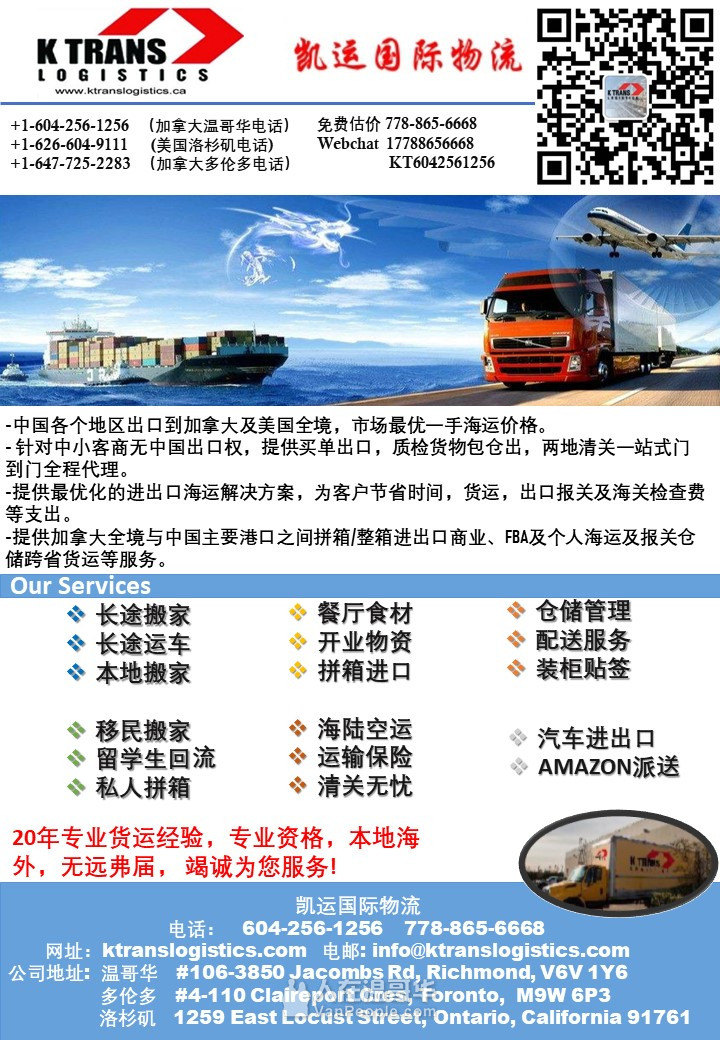 K TRANS
LOGISTICS
www.ktranslogistics.ca
凯运国际物流
K TRANS
LOGISTICS
+1-604-256-1256 （加拿大温哥华电话） 免费估价 778-865-6668
+1-626-604-9111 (美国洛杉矶电话) Webchat 17788656668
+1-647-725-2283 （加拿大多伦多电话） KT6042561256
-中国各个地区出口到加拿大及美国全境，市场最优一手海运价格。
- 针对中小客商无中国出口权，提供买单出口，质检货物包仓出，两地清关一站式门
到门全程代理。
-提供最优化的进出口海运解决方案，为客户节省时间，货运，出口报关及海关检查费
等支出。
-提供加拿大全境与中国主要港口之间拼箱/整箱进出口商业、FBA及个人海运及报关仓
储跨省货运等服务。
Our Services
长途搬家 餐厅食材 仓储管理
长途运车 开业物资 配送服务
本地搬家 拼箱进口 装柜贴签
移民搬家 海陆空运 汽车进出口
留学生回流 运输保险 AMAZON派送
私人拼箱 清关无忧
20年专业货运经验，专业资格，本地海
外，无远弗届， 竭诚为您服务!
K TRANS
凯运国际物流
电话： 604-256-1256 778-865-6668
网址：ktranslogistics.com 电邮: info@ktranslogistics.com
公司地址: 温哥华 #106-3850 Jacombs Rd, Richmond, V6V 1Y6
多伦多 #4-110 Claireport Cres, Toronto, M9W 6P3
洛杉矶 1259 East Locust Street, Ontario, California 91761
人在温哥华
VanPeople.com